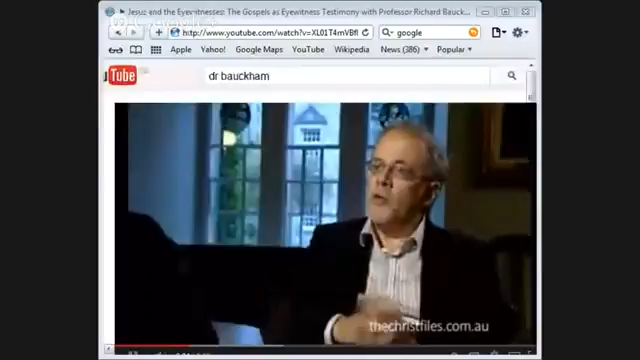 Jesus and the Eyewitnesses: The Gospels as Eyewitness Testimony with Professor Richard Bauck...
http://www.youtube.com/watch?v=XL01T4mVBfI
google
Apple Yahoo! Google Maps YouTube Wikipedia News (386) Popular
Tube
dr bauckham
thechristfiles.com.au